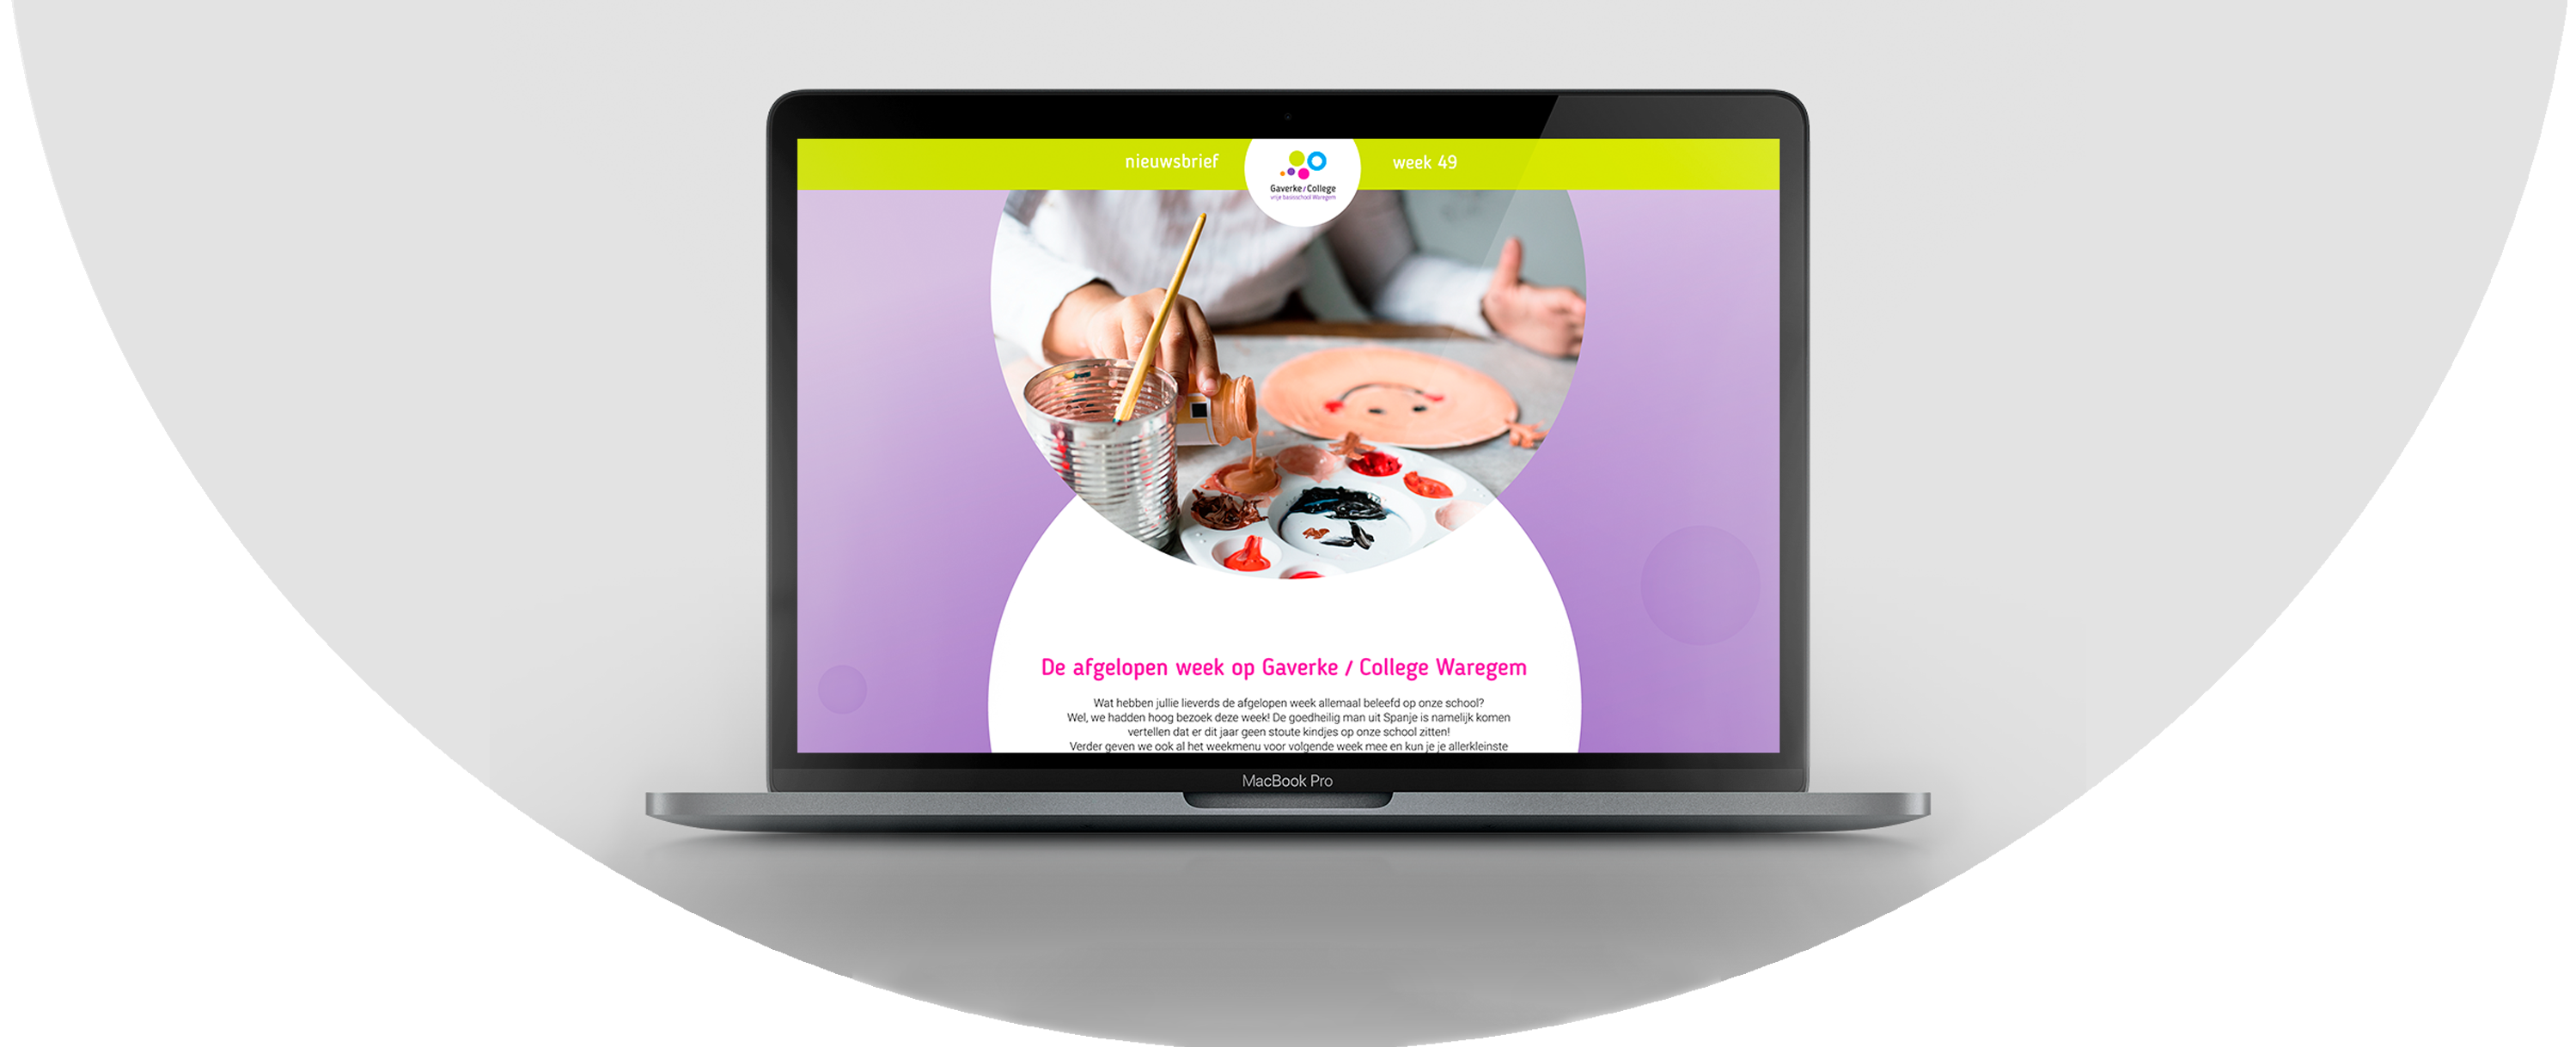 nieuwsbrief
week 49
Gaverke / College
vrije basisschool Waregem
De afgelopen week op Gaverke / College Waregem
Wat hebben jullie lieverds de afgelopen week allemaal beleefd op onze school?
Wel, we hadden hoog bezoek deze week! De goedheilig man uit Spanje is namelijk komen
vertellen dat er dit jaar geen stoute kindjes op onze school zitten!
Verder geven we ook al het weekmenu voor volgende week mee en kun je je allerkleinste
MacBook Pro